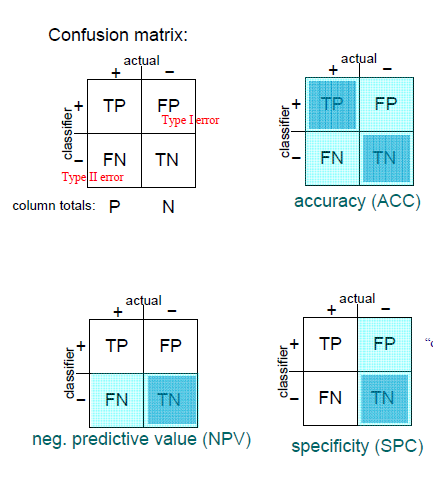 Confusion matrix:
actual
+ −
classifier
+ TP FP
Type I error
− FN TN
Type II error
column totals: P N
actual
+ −
classifier
+ TP FP
− FN TN
accuracy (ACC)
actual
+ −
classifier
+ TP FP
− FN TN
neg. predictive value (NPV)
actual
+ −
classifier
+ TP FP
− FN TN
specificity (SPC)